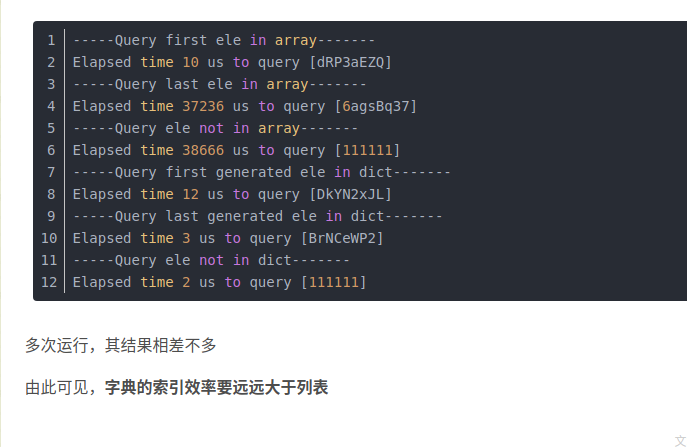 1 -----Query first ele in array-------
2 Elapsed time 10 us to query [dRP3aEZQ]
3 -----Query last ele in array-------
4 Elapsed time 37236 us to query [6agsBq37]
5 -----Query ele not in array-------
6 Elapsed time 38666 us to query [111111]
7 -----Query first generated ele in dict-------
8 Elapsed time 12 us to query [DkYN2xJL]
9 -----Query last generated ele in dict-------
10 Elapsed time 3 us to query [BrNCeWP2]
11 -----Query ele not in dict-------
12 Elapsed time 2 us to query [111111]
多次运行，其结果相差不多
由此可见，字典的索引效率要远远大于列表
文